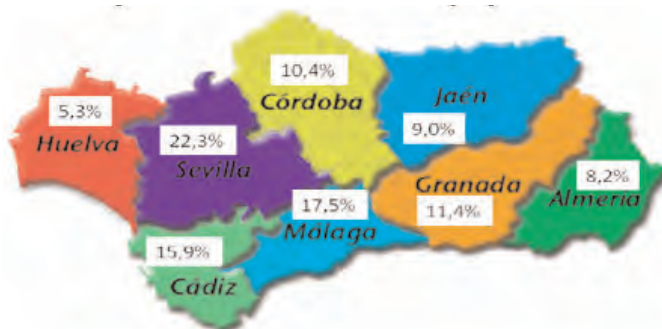 10,4%
Córdoba
Jaén
9,0%
5,3%
Huelva
22,3%
Sevilla
Granada
11,4%
8,2%
Almería
17,5%
Málaga
15,9%
Cádiz